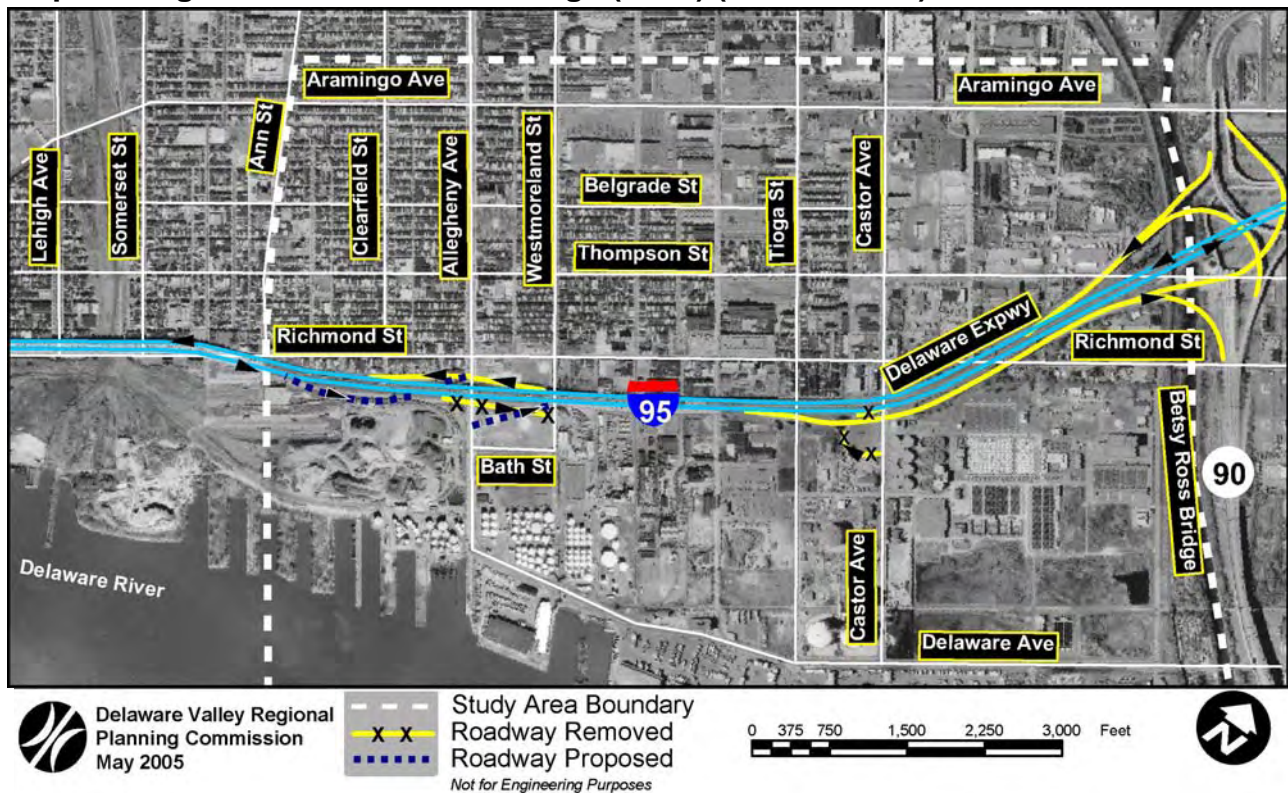 Aramingo Ave
Aramingo Ave
Ann St
Lehigh Ave
Somerset St
Clearfield St
Allegheny Ave
Westmoreland St
Belgrade St
Tioga St
Castor Ave
Thompson St
Richmond St
Delaware Expwy
Richmond St
95
Betsy Ross Bridge
90
Bath St
Delaware River
Castor Ave
Delaware Ave
Delaware Valley Regional
Planning Commission
May 2005
Study Area Boundary
X X Roadway Removed
Roadway Proposed
Not for Engineering Purposes
0 375 750 1,500 2,250 3,000 Feet
N